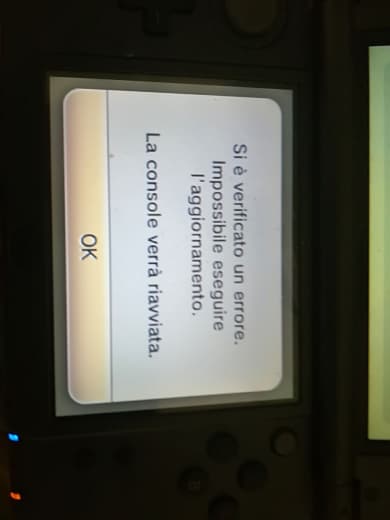 Si è verificato un errore.
Impossibile eseguire
l'aggiornamento.
La console verrà riavviata.
OK